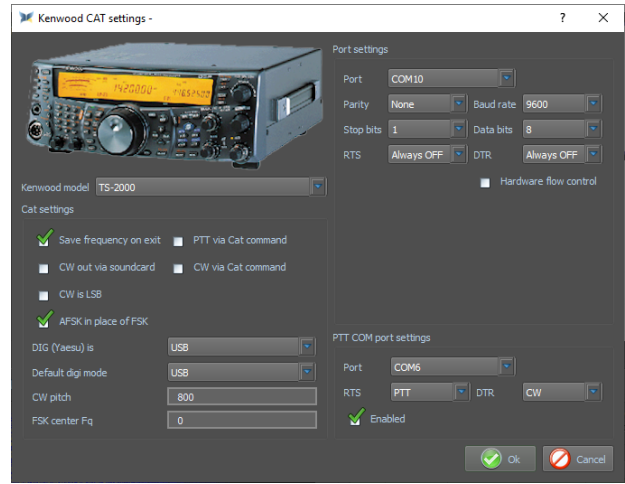 Kenwood CAT settings -
? ✕
Port settings
Port COM10
Parity None Baud rate 9600
Stop bits 1 Data bits 8
RTS Always OFF DTR Always OFF
Hardware flow control
Kenwood model TS-2000
Cat settings
Save frequency on exit PTT via Cat command
CW out via soundcard CW via Cat command
CW is LSB
AFSK in place of FSK
DIG (Yaesu) is USB
Default digi mode USB
CW pitch 800
FSK center Fq 0
PTT COM port settings
Port COM6
RTS PTT DTR CW
Enabled
Ok Cancel